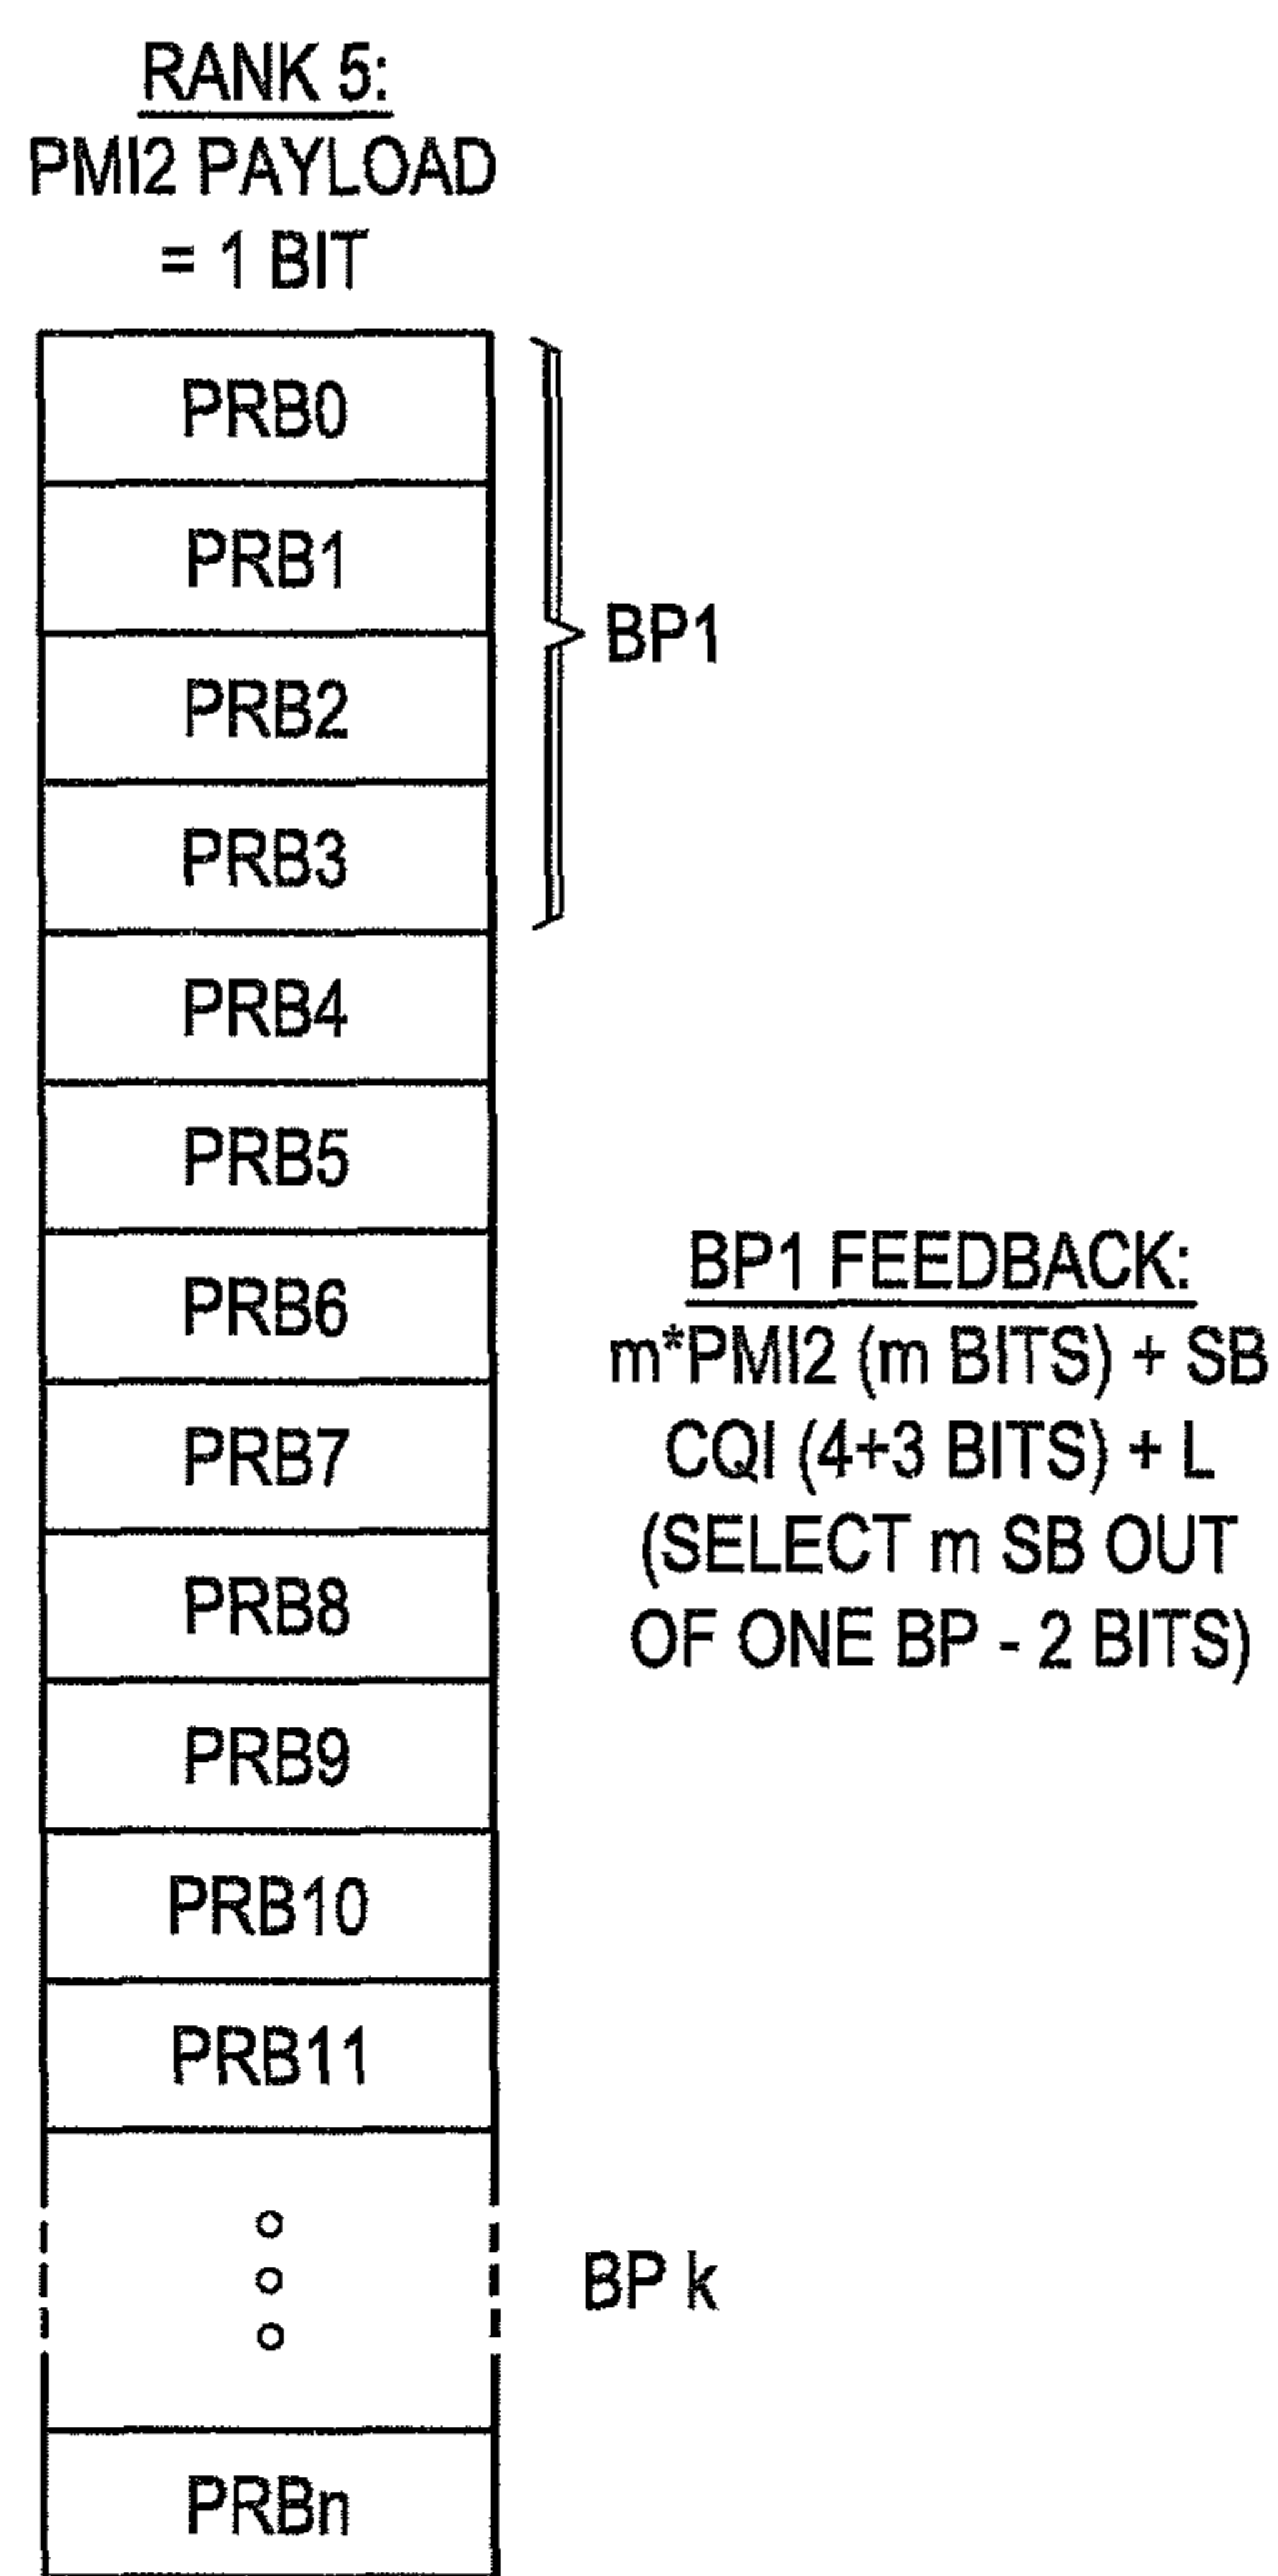 RANK 5:
PMI2 PAYLOAD
= 1 BIT
PRB0
PRB1
PRB2
PRB3
BP1
PRB4
PRB5
PRB6
PRB7
PRB8
PRB9
PRB10
PRB11
BP1 FEEDBACK:
m*PMI2 (m BITS) + SB
CQI (4+3 BITS) + L
(SELECT m SB OUT
OF ONE BP - 2 BITS)
BP k
PRBn